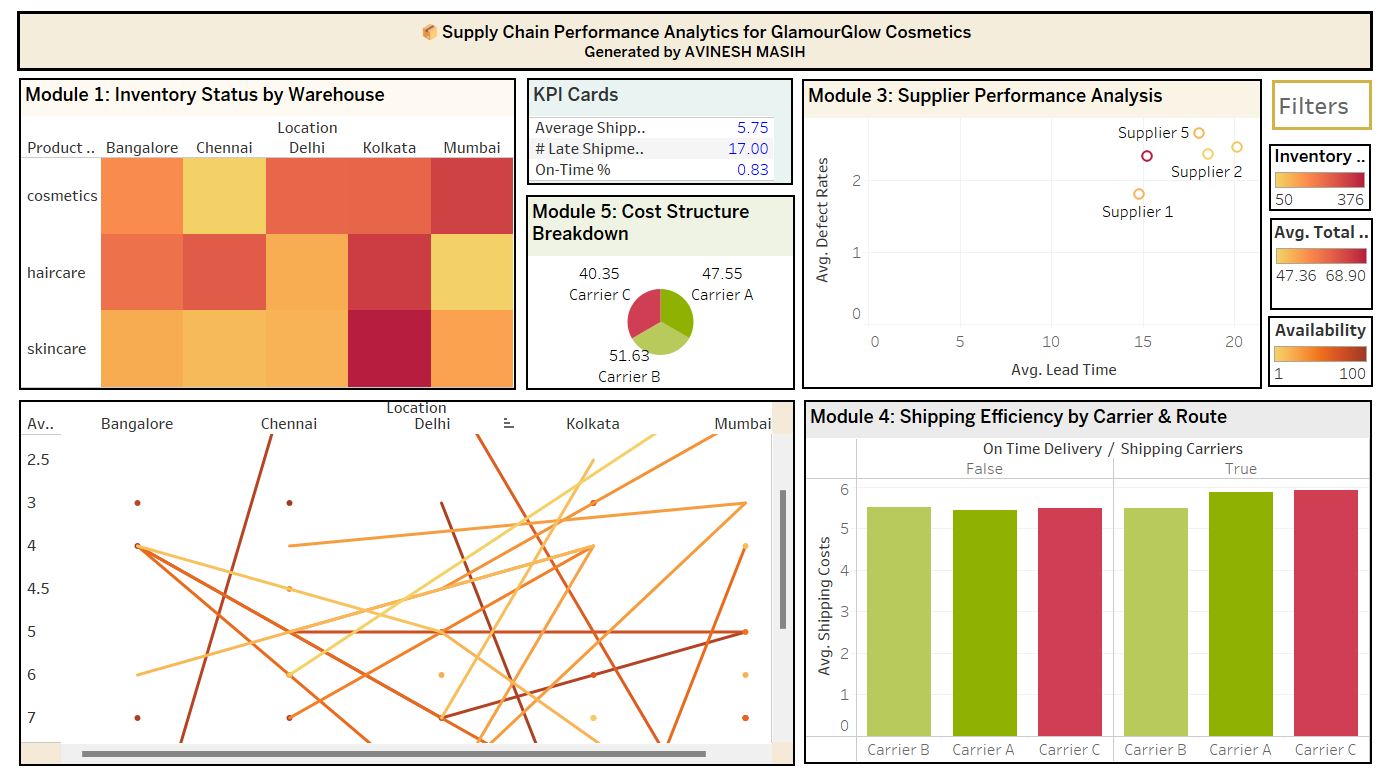 📦 Supply Chain Performance Analytics for GlamourGlow Cosmetics
Generated by AVINESH MASIH
Module 1: Inventory Status by Warehouse
Location
Product .. Bangalore Chennai Delhi Kolkata Mumbai
cosmetics
haircare
skincare
KPI Cards
Average Shipp.. 5.75
# Late Shipme.. 17.00
On-Time % 0.83
Module 5: Cost Structure
Breakdown
40.35 47.55
Carrier C Carrier A
51.63
Carrier B
Module 3: Supplier Performance Analysis
Supplier 5
Supplier 2
Supplier 1
Avg. Defect Rates
2
1
0
0 5 10 15 20
Avg. Lead Time
Filters
Inventory ..
50 376
Avg. Total ..
47.36 68.90
Availability
1 100
Location
Av.. Bangalore Chennai Delhi Kolkata Mumbai
2.5
3
4
4.5
5
6
7
Module 4: Shipping Efficiency by Carrier & Route
On Time Delivery / Shipping Carriers
False True
Avg. Shipping Costs
6
5
4
3
2
1
0
Carrier B Carrier A Carrier C Carrier B Carrier A Carrier C